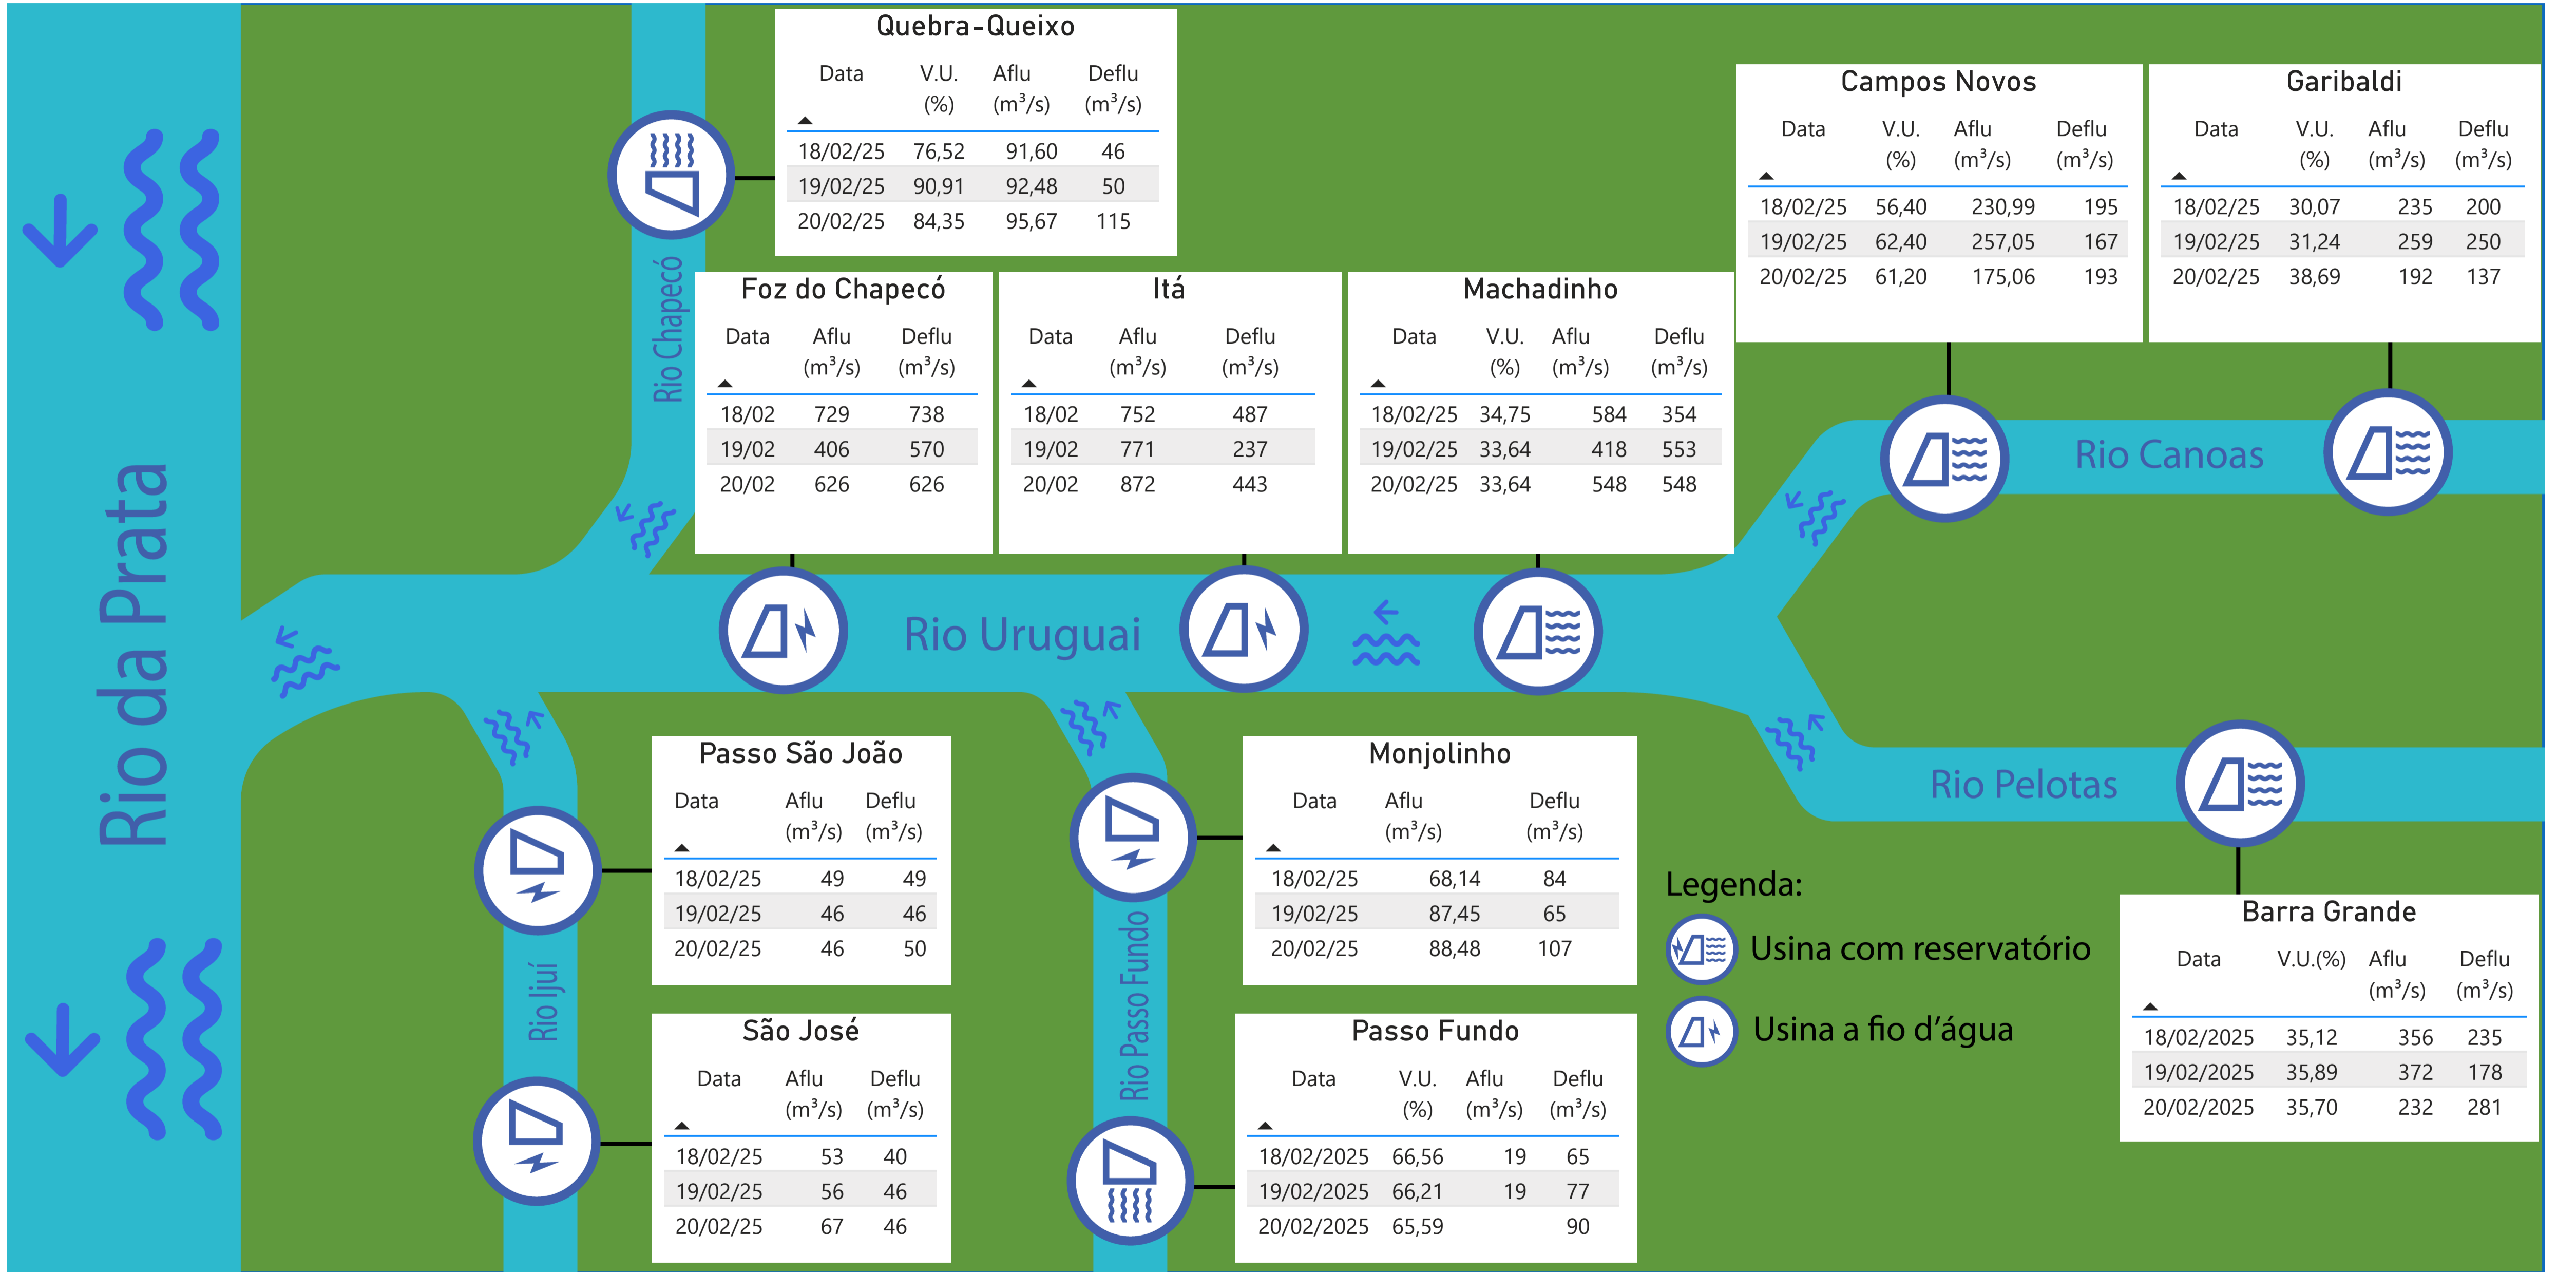 Quebra-Queixo
Data V.U. Aflu Deflu
(%) (m³/s) (m³/s)
18/02/25 76,52 91,60 46
19/02/25 90,91 92,48 50
20/02/25 84,35 95,67 115
Campos Novos
Data V.U. Aflu Deflu
(%) (m³/s) (m³/s)
18/02/25 56,40 230,99 195
19/02/25 62,40 257,05 167
20/02/25 61,20 175,06 193
Garibaldi
Data V.U. Aflu Deflu
(%) (m³/s) (m³/s)
18/02/25 30,07 235 200
19/02/25 31,24 259 250
20/02/25 38,69 192 137
Rio Chapecó
Foz do Chapecó
Data Aflu Deflu
(m³/s) (m³/s)
18/02 729 738
19/02 406 570
20/02 626 626
Itá
Data Aflu Deflu
(m³/s) (m³/s)
18/02 752 487
19/02 771 237
20/02 872 443
Machadinho
Data V.U. Aflu Deflu
(%) (m³/s) (m³/s)
18/02/25 34,75 584 354
19/02/25 33,64 418 553
20/02/25 33,64 548 548
Rio Canoas
Rio da Prata
Rio Uruguai
Rio Pelotas
Passo São João
Data Aflu Deflu
(m³/s) (m³/s)
18/02/25 49 49
19/02/25 46 46
20/02/25 46 50
Monjolinho
Data Aflu Deflu
(m³/s) (m³/s)
18/02/25 68,14 84
19/02/25 87,45 65
20/02/25 88,48 107
Legenda:
Usina com reservatório
Usina a fio d’água
Barra Grande
Data V.U.(%) Aflu Deflu
(m³/s) (m³/s)
18/02/2025 35,12 356 235
19/02/2025 35,89 372 178
20/02/2025 35,70 232 281
Rio Ijuí
São José
Data Aflu Deflu
(m³/s) (m³/s)
18/02/25 53 40
19/02/25 56 46
20/02/25 67 46
Rio Passo Fundo
Passo Fundo
Data V.U. Aflu Deflu
(%) (m³/s) (m³/s)
18/02/2025 66,56 19 65
19/02/2025 66,21 19 77
20/02/2025 65,59 90